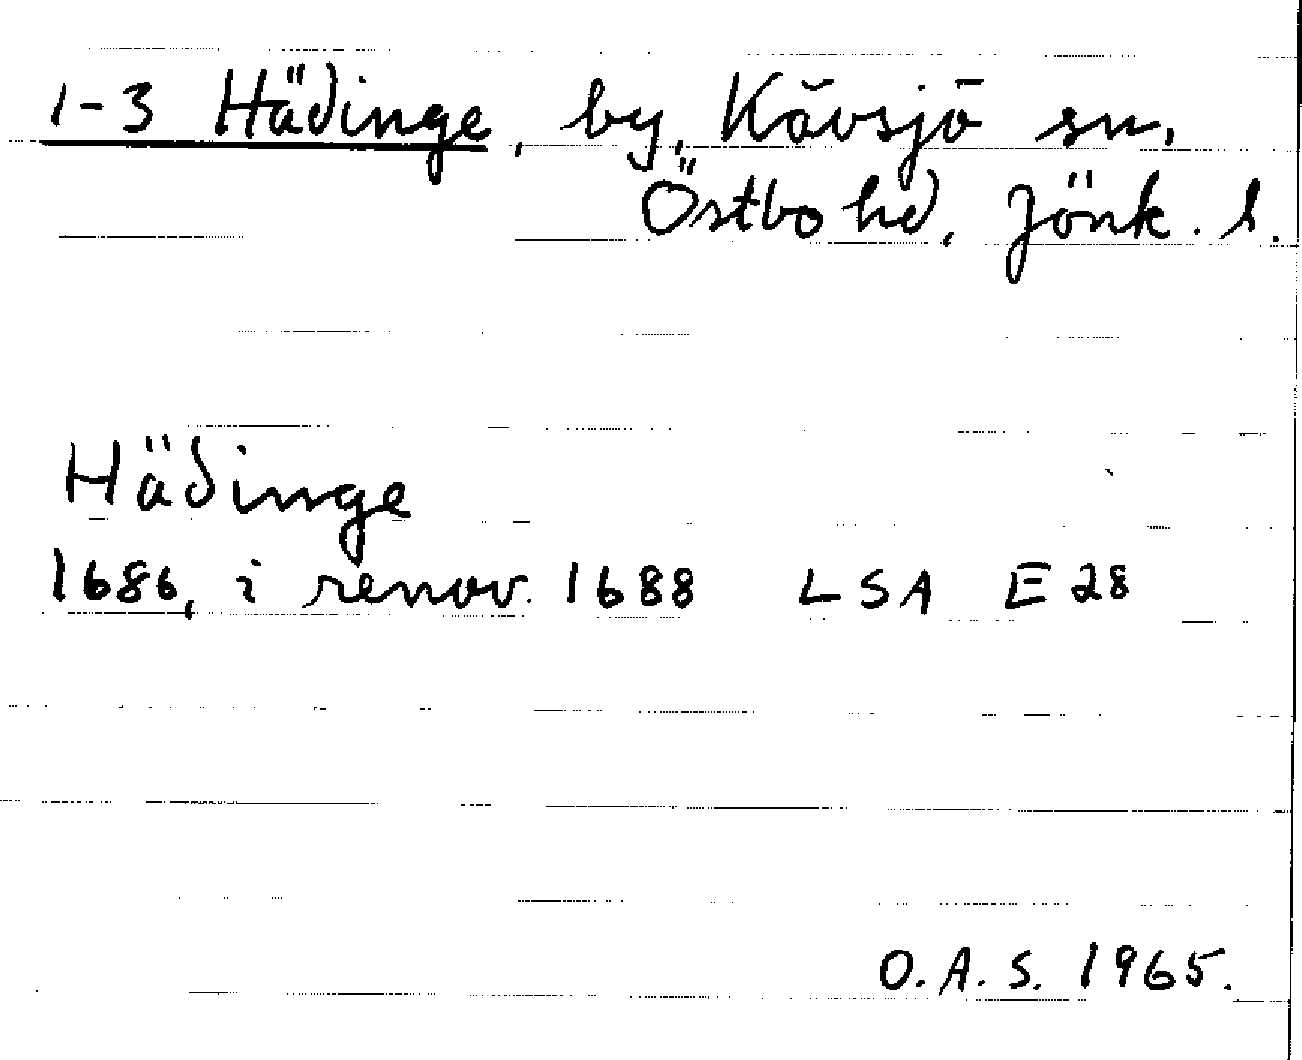 1-3 Hädinge, by, Kävsjö sn,
Östbo hd, Jönk. l.
Hädinge
1686, i renov. 1688 LSA E 28
O.A.S. 1965.